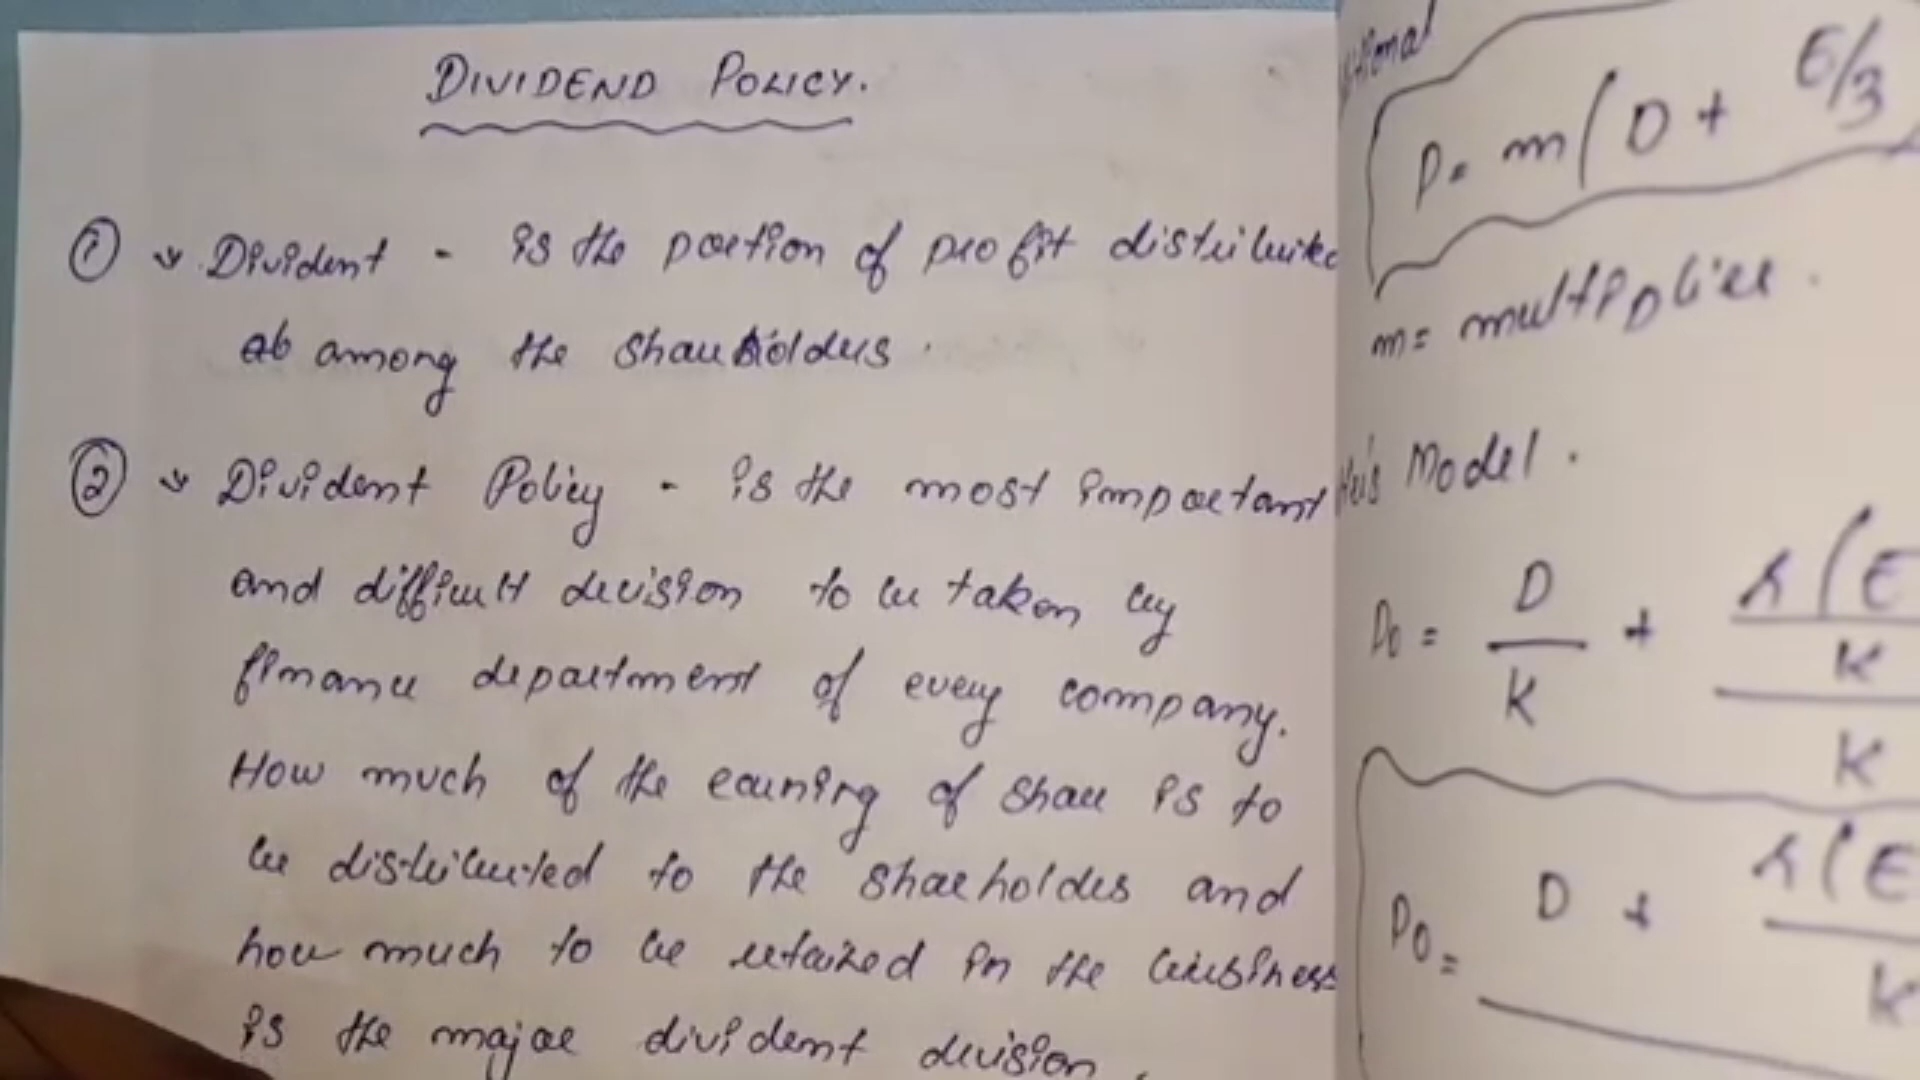 DIVIDEND POLICY.
① Divident - is the portion of profit distribute
ab among the shareholders.
② Divident Policy - is the most important
and difficult decision to be taken by
finance department of every company.
How much of the earning of share is to
be distributed to the shareholdes and
how much to be retained in the business
is the major divident decision.
P= m(D + E/3
m= multiplier.
Model.
P0 = D/K + r(E/K/K
P0 = D + r(E/K